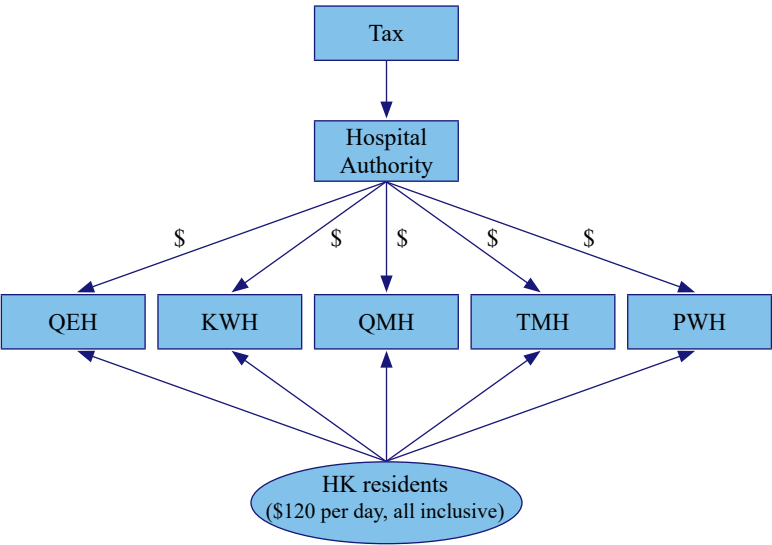 Tax
Hospital
Authority
$ $ $ $ $
QEH KWH QMH TMH PWH
HK residents
($120 per day, all inclusive)